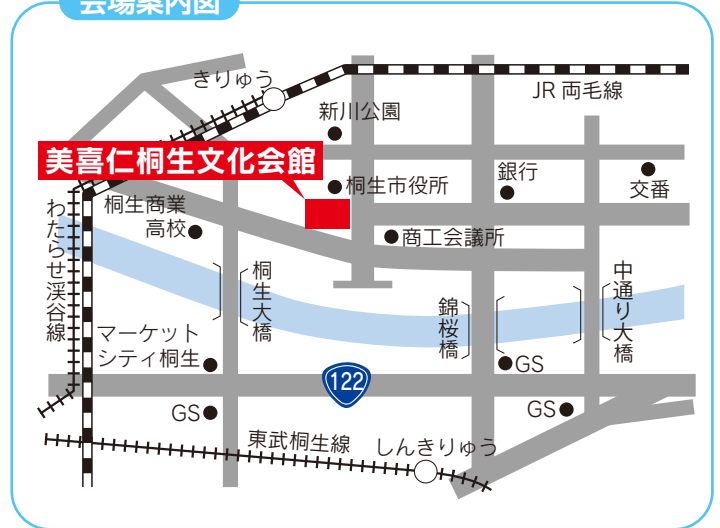 会場案内図
きりゅう
JR 両毛線
新川公園
美喜仁桐生文化会館
桐生市役所
銀行
交番
わたらせ渓谷線
桐生商業
高校
商工会議所
桐生大橋
錦桜橋
中通り大橋
マーケット
シティ桐生
122
GS
GS
GS
東武桐生線
しんきりゅう